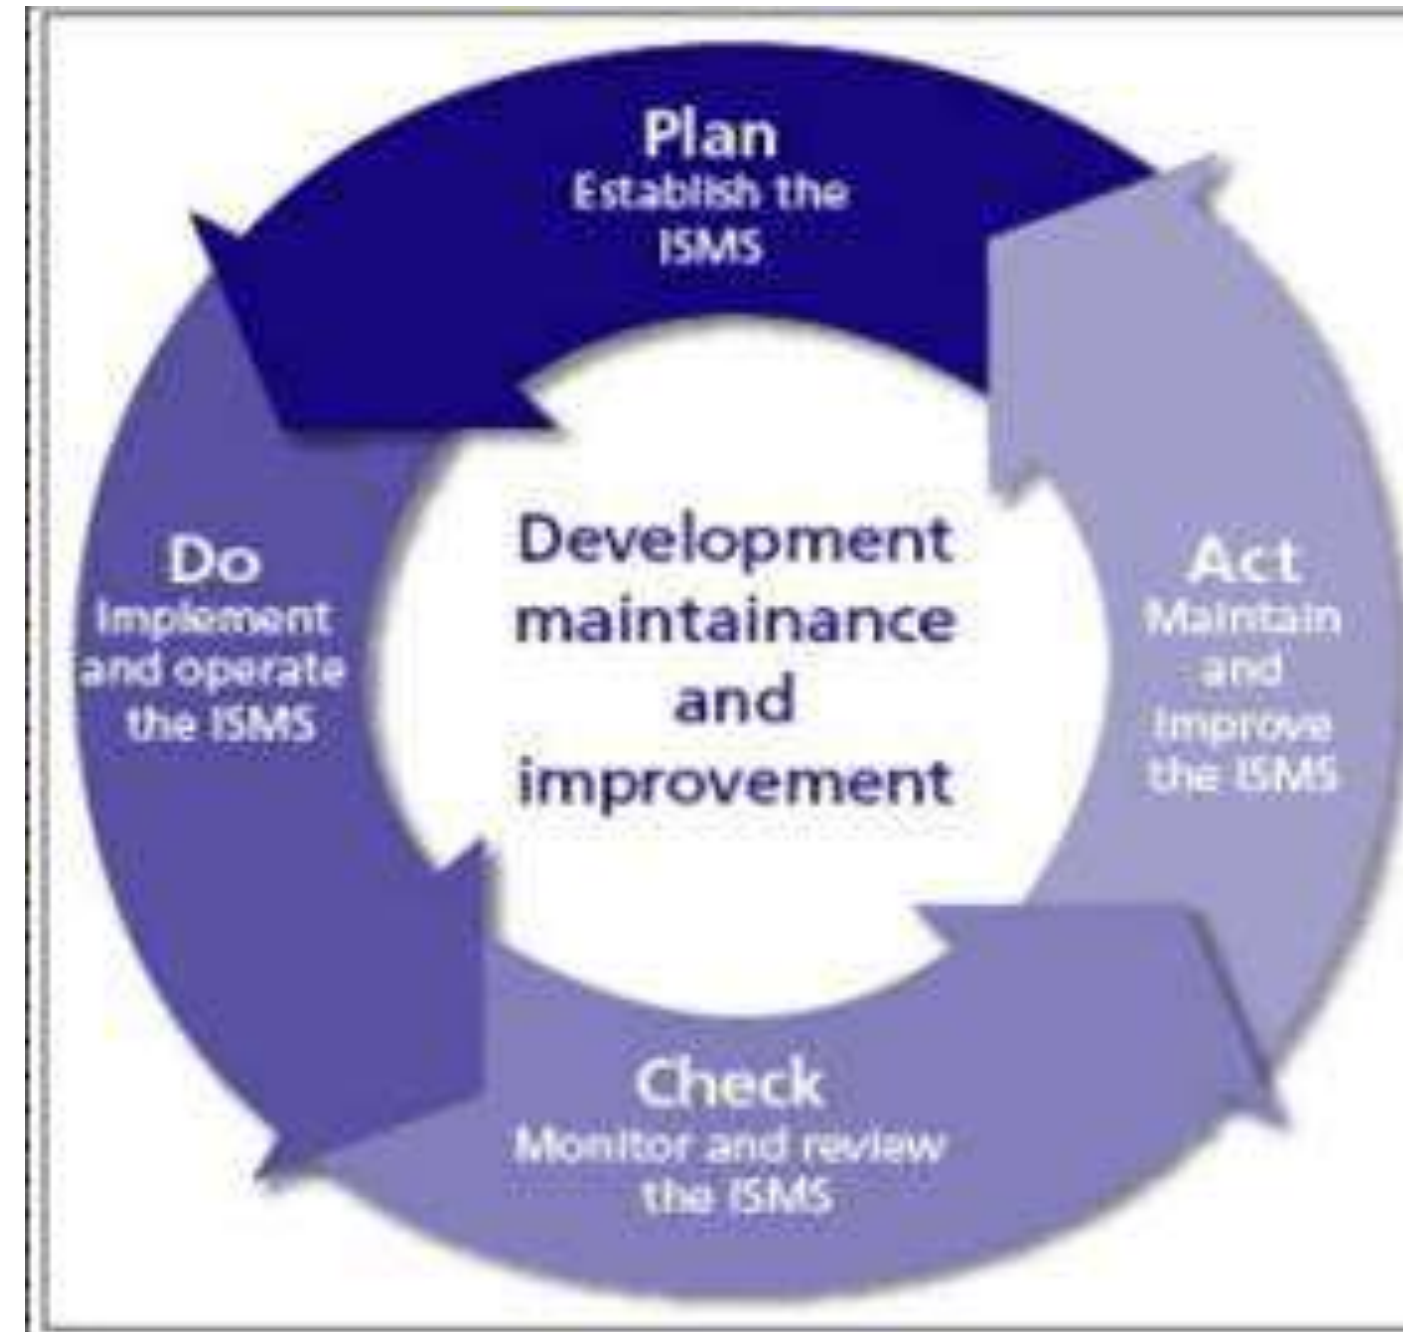 Plan
Establish the
ISMS
Do
Implement
and operate
the ISMS
Development
maintainance
and
improvement
Act
Maintain
and
Improve
the ISMS
Check
Monitor and review
the ISMS